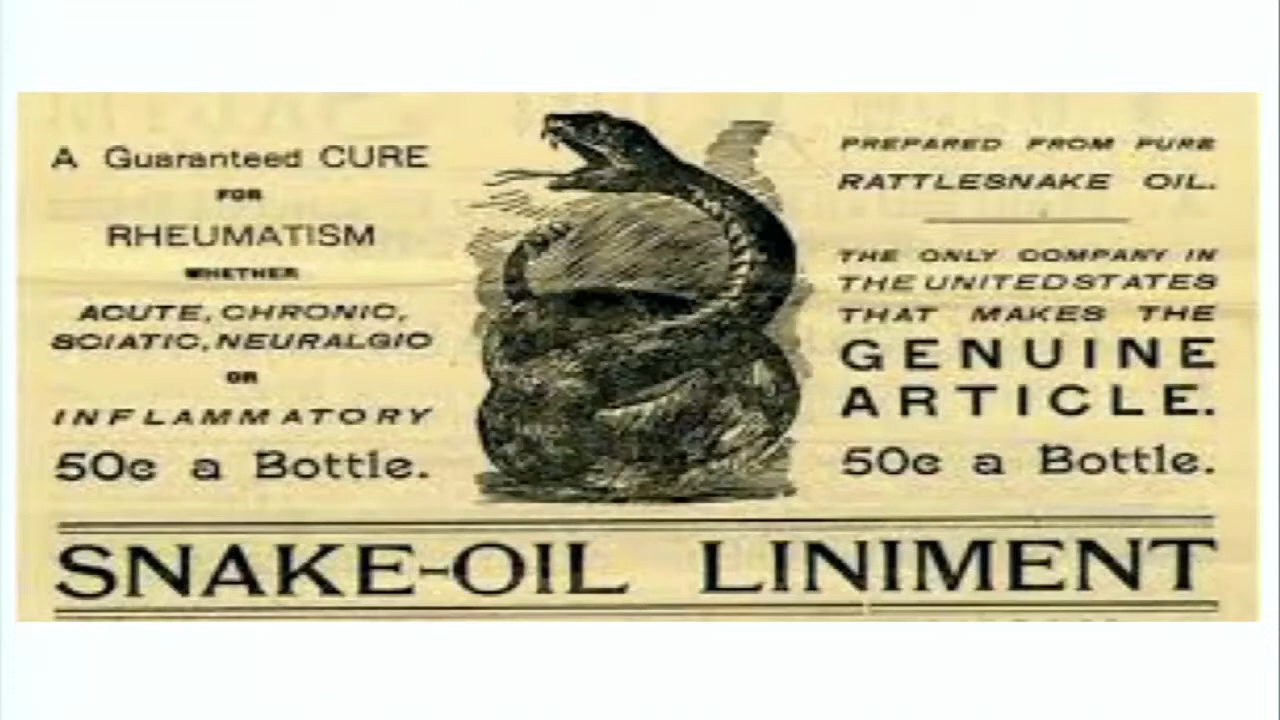 A Guaranteed CURE
FOR
RHEUMATISM
WHETHER
ACUTE, CHRONIC,
SCIATIC, NEURALGIC
OR
INFLAMMATORY
50c a Bottle.
PREPARED FROM PURE
RATTLESNAKE OIL.
THE ONLY COMPANY IN
THE UNITED STATES
THAT MAKES THE
GENUINE
ARTICLE.
50c a Bottle.
SNAKE-OIL LINIMENT